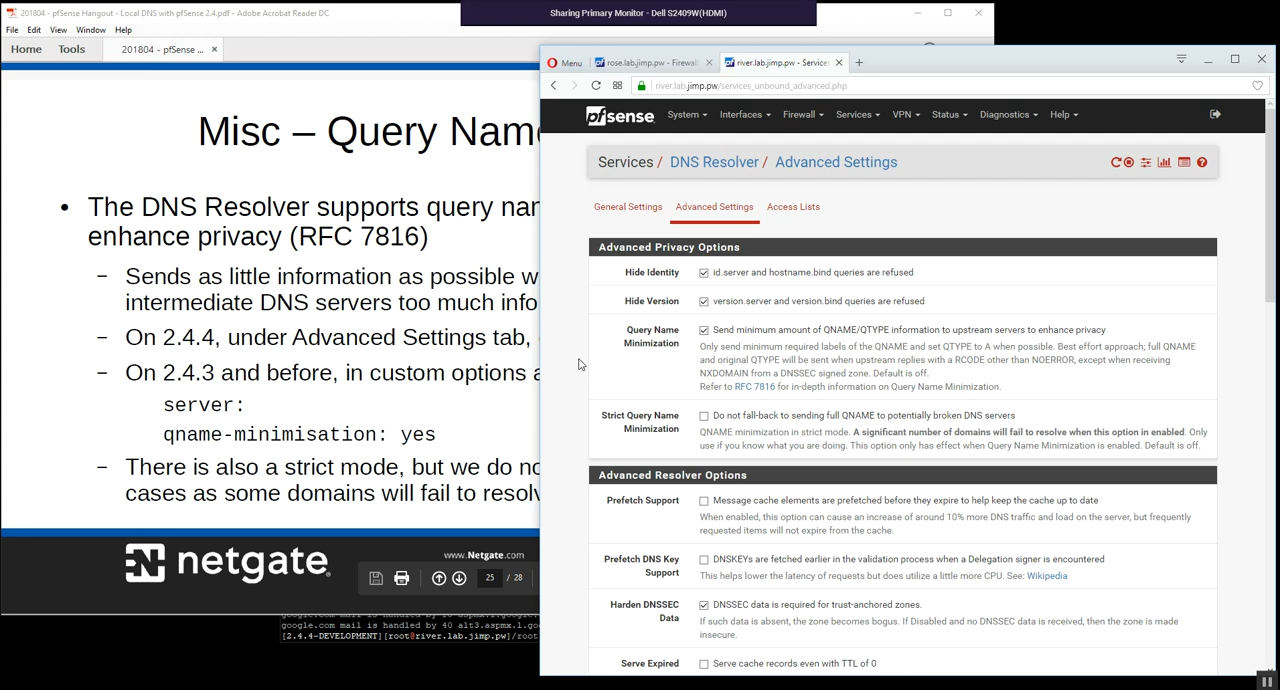 201804 - pfSense Hangout - Local DNS with pfSense 2.4.pdf - Adobe Acrobat Reader DC
Sharing Primary Monitor - Dell S2409W(HDMI)
File Edit View Window Help
Home Tools 201804 - pfSense ... ×
Misc – Query Nam
• The DNS Resolver supports query nar
enhance privacy (RFC 7816)
– Sends as little information as possible w
intermediate DNS servers too much info
– On 2.4.4, under Advanced Settings tab,
– On 2.4.3 and before, in custom options a
server:
qname-minimisation: yes
– There is also a strict mode, but we do no
cases as some domains will fail to resolv
netgate
www.Netgate.com
25 / 28
google.com mail is handled by 40 alt3.aspmx.l.goo
[2.4.4-DEVELOPMENT][root@river.lab.jimp.pw]/root
Menu rose.lab.jimp.pw - Firewal river.lab.jimp.pw - Service
river.lab.jimp.pw/services_unbound_advanced.php
pfsense System Interfaces Firewall Services VPN Status Diagnostics Help
Services / DNS Resolver / Advanced Settings
General Settings Advanced Settings Access Lists
Advanced Privacy Options
Hide Identity id.server and hostname.bind queries are refused
Hide Version version.server and version.bind queries are refused
Query Name Minimization Send minimum amount of QNAME/QTYPE information to upstream servers to enhance privacy
Only send minimum required labels of the QNAME and set QTYPE to A when possible. Best effort approach; full QNAME
and original QTYPE will be sent when upstream replies with a RCODE other than NOERROR, except when receiving
NXDOMAIN from a DNSSEC signed zone. Default is off.
Refer to RFC 7816 for in-depth information on Query Name Minimization.
Strict Query Name Minimization Do not fall-back to sending full QNAME to potentially broken DNS servers
QNAME minimization in strict mode. A significant number of domains will fail to resolve when this option in enabled. Only
use if you know what you are doing. This option only has effect when Query Name Minimization is enabled. Default is off.
Advanced Resolver Options
Prefetch Support Message cache elements are prefetched before they expire to help keep the cache up to date
When enabled, this option can cause an increase of around 10% more DNS traffic and load on the server, but frequently
requested items will not expire from the cache.
Prefetch DNS Key Support DNSKEYs are fetched earlier in the validation process when a Delegation signer is encountered
This helps lower the latency of requests but does utilize a little more CPU. See: Wikipedia
Harden DNSSEC Data DNSSEC data is required for trust-anchored zones.
If such data is absent, the zone becomes bogus. If Disabled and no DNSSEC data is received, then the zone is made
insecure.
Serve Expired Serve cache records even with TTL of 0